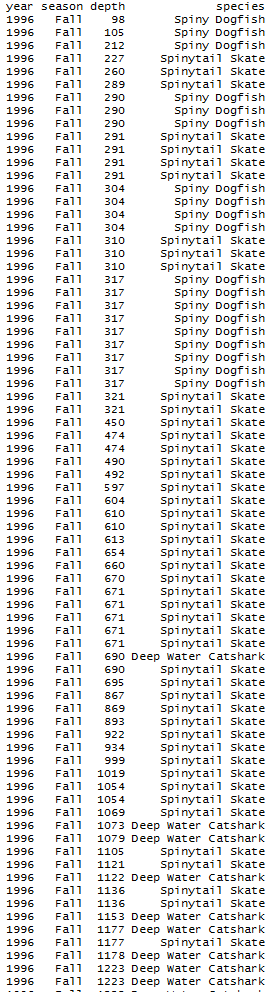 year season depth species
1996 Fall 98 Spiny Dogfish
1996 Fall 105 Spiny Dogfish
1996 Fall 212 Spiny Dogfish
1996 Fall 227 Spinytail Skate
1996 Fall 260 Spinytail Skate
1996 Fall 289 Spinytail Skate
1996 Fall 290 Spiny Dogfish
1996 Fall 290 Spiny Dogfish
1996 Fall 290 Spiny Dogfish
1996 Fall 291 Spinytail Skate
1996 Fall 291 Spinytail Skate
1996 Fall 291 Spinytail Skate
1996 Fall 291 Spinytail Skate
1996 Fall 304 Spiny Dogfish
1996 Fall 304 Spiny Dogfish
1996 Fall 304 Spiny Dogfish
1996 Fall 304 Spiny Dogfish
1996 Fall 310 Spinytail Skate
1996 Fall 310 Spinytail Skate
1996 Fall 310 Spinytail Skate
1996 Fall 317 Spiny Dogfish
1996 Fall 317 Spiny Dogfish
1996 Fall 317 Spiny Dogfish
1996 Fall 317 Spiny Dogfish
1996 Fall 317 Spiny Dogfish
1996 Fall 317 Spiny Dogfish
1996 Fall 317 Spiny Dogfish
1996 Fall 317 Spiny Dogfish
1996 Fall 317 Spiny Dogfish
1996 Fall 321 Spinytail Skate
1996 Fall 321 Spinytail Skate
1996 Fall 450 Spinytail Skate
1996 Fall 474 Spinytail Skate
1996 Fall 474 Spinytail Skate
1996 Fall 490 Spinytail Skate
1996 Fall 492 Spinytail Skate
1996 Fall 597 Spinytail Skate
1996 Fall 604 Spinytail Skate
1996 Fall 610 Spinytail Skate
1996 Fall 610 Spinytail Skate
1996 Fall 613 Spinytail Skate
1996 Fall 654 Spinytail Skate
1996 Fall 660 Spinytail Skate
1996 Fall 670 Spinytail Skate
1996 Fall 671 Spinytail Skate
1996 Fall 671 Spinytail Skate
1996 Fall 671 Spinytail Skate
1996 Fall 671 Spinytail Skate
1996 Fall 671 Spinytail Skate
1996 Fall 690 Deep Water Catshark
1996 Fall 690 Spinytail Skate
1996 Fall 695 Spinytail Skate
1996 Fall 867 Spinytail Skate
1996 Fall 869 Spinytail Skate
1996 Fall 893 Spinytail Skate
1996 Fall 922 Spinytail Skate
1996 Fall 934 Spinytail Skate
1996 Fall 999 Spinytail Skate
1996 Fall 1019 Spinytail Skate
1996 Fall 1054 Spinytail Skate
1996 Fall 1054 Spinytail Skate
1996 Fall 1069 Spinytail Skate
1996 Fall 1073 Deep Water Catshark
1996 Fall 1079 Deep Water Catshark
1996 Fall 1105 Spinytail Skate
1996 Fall 1121 Spinytail Skate
1996 Fall 1122 Deep Water Catshark
1996 Fall 1136 Spinytail Skate
1996 Fall 1136 Spinytail Skate
1996 Fall 1153 Deep Water Catshark
1996 Fall 1177 Deep Water Catshark
1996 Fall 1177 Spinytail Skate
1996 Fall 1178 Deep Water Catshark
1996 Fall 1223 Deep Water Catshark
1996 Fall 1223 Deep Water Catshark